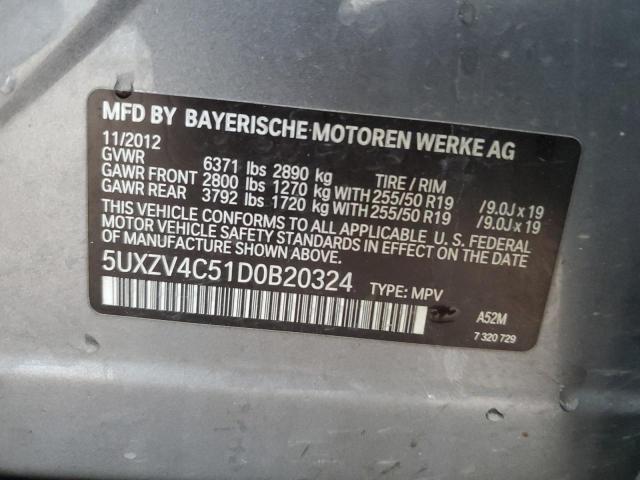 MFD BY BAYERISCHE MOTOREN WERKE AG
11/2012
GVWR 6371 lbs 2890 kg TIRE / RIM
GAWR FRONT 2800 lbs 1270 kg WITH 255/50 R19 /9.0J x 19
GAWR REAR 3792 lbs 1720 kg WITH 255/50 R19 /9.0J x 19
THIS VEHICLE CONFORMS TO ALL APPLICABLE U. S. FEDERAL
MOTOR VEHICLE SAFETY STANDARDS IN EFFECT ON THE DATE
OF MANUFACTURE SHOWN ABOVE.
5UXZV4C51D0B20324 TYPE: MPV
A52M
7 320 729